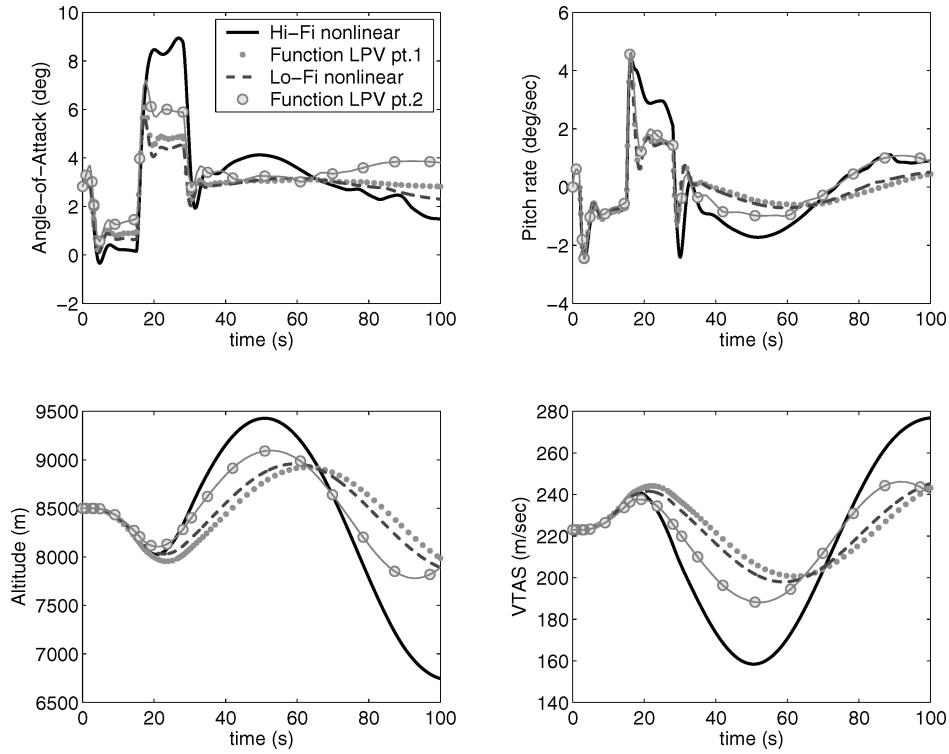 10
8
6
4
2
0
−2
Angle−of−Attack (deg)
Hi−Fi nonlinear
Function LPV pt.1
Lo−Fi nonlinear
Function LPV pt.2
0 20 40 60 80 100
time (s)
6
4
2
0
−2
−4
Pitch rate (deg/sec)
0 20 40 60 80 100
time (s)
9500
9000
8500
8000
7500
7000
6500
Altitude (m)
0 20 40 60 80 100
time (s)
280
260
240
220
200
180
160
140
VTAS (m/sec)
0 20 40 60 80 100
time (s)